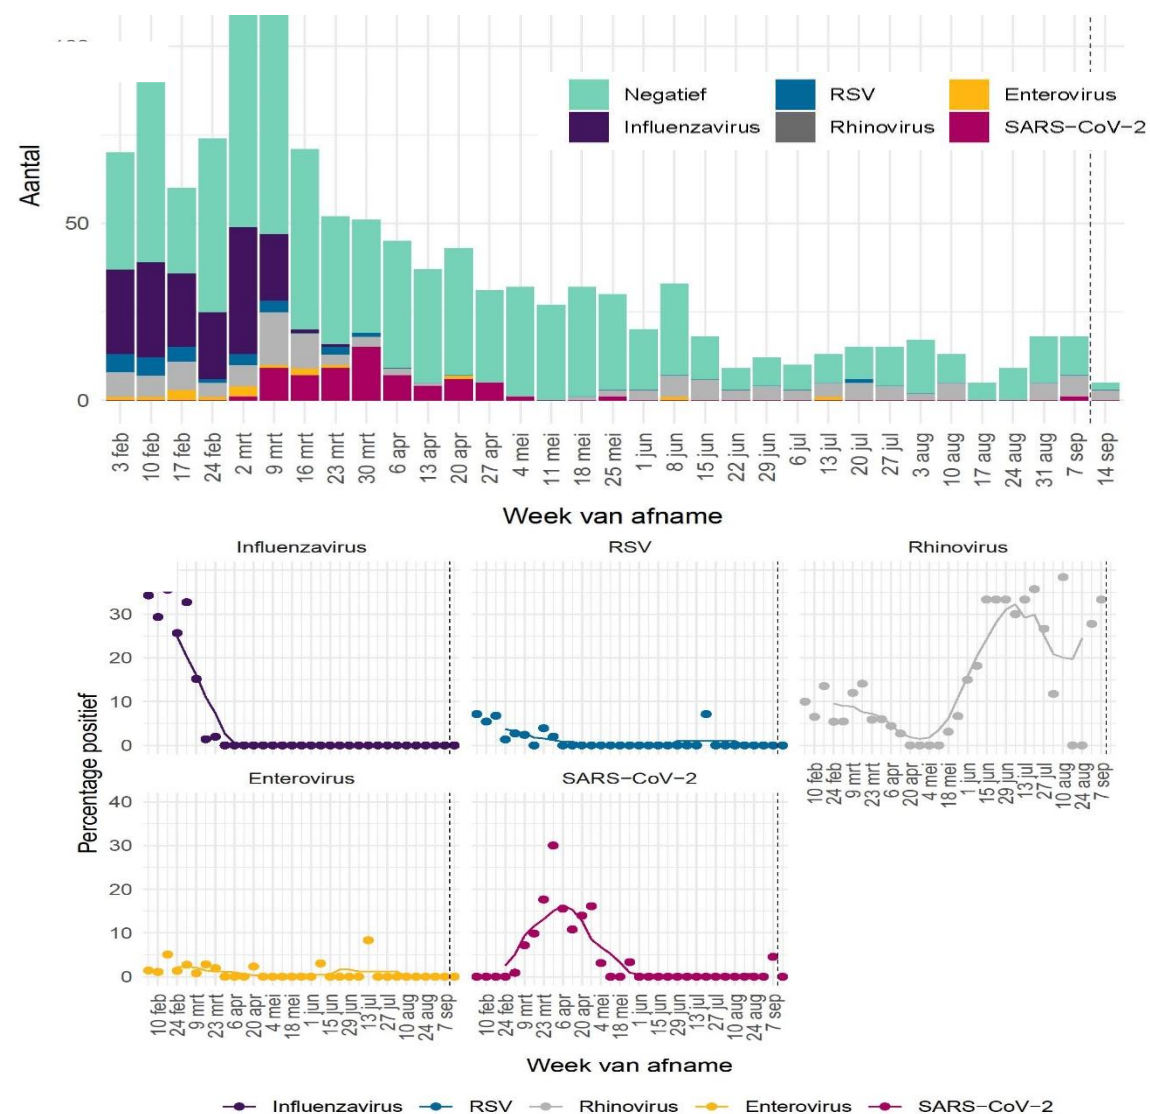 Aantal
50
0
Negatief
RSV
Enterovirus
Influenzavirus
Rhinovirus
SARS-CoV-2
3 feb
10 feb
17 feb
24 feb
2 mrt
9 mrt
16 mrt
23 mrt
30 mrt
6 apr
13 apr
20 apr
27 apr
4 mei
11 mei
18 mei
25 mei
1 jun
8 jun
15 jun
22 jun
29 jun
6 jul
13 jul
20 jul
27 jul
3 aug
10 aug
17 aug
24 aug
31 aug
7 sep
14 sep
Week van afname
Influenzavirus
RSV
Rhinovirus
Percentage positief
30
20
10
0
10 feb
24 feb
9 mrt
23 mrt
6 apr
20 apr
4 mei
18 mei
1 jun
15 jun
29 jun
13 jul
27 jul
10 aug
24 aug
7 sep
Enterovirus
SARS-CoV-2
40
30
20
10
0
10 feb
24 feb
9 mrt
23 mrt
6 apr
20 apr
4 mei
18 mei
1 jun
15 jun
29 jun
13 jul
27 jul
10 aug
24 aug
7 sep
10 feb
24 feb
9 mrt
23 mrt
6 apr
20 apr
4 mei
18 mei
1 jun
15 jun
29 jun
13 jul
27 jul
10 aug
24 aug
7 sep
Week van afname
Influenzavirus RSV Rhinovirus Enterovirus SARS-CoV-2